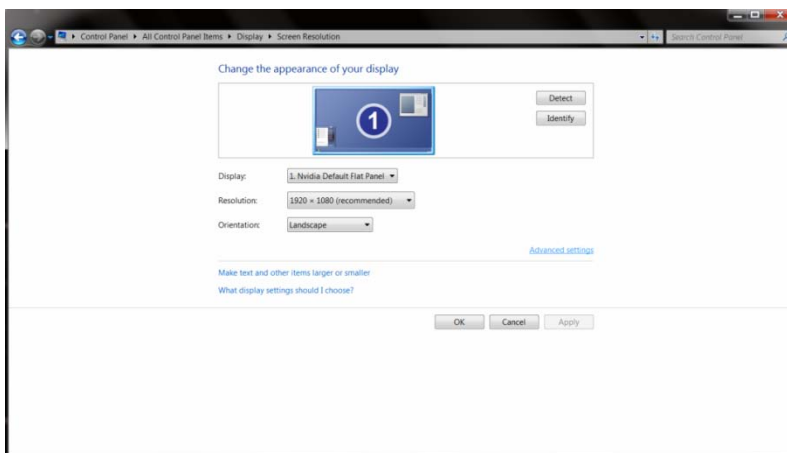 Control Panel ▸ All Control Panel Items ▸ Display ▸ Screen Resolution
Search Control Panel
Change the appearance of your display
1
Detect
Identify
Display: 1. Nvidia Default Flat Panel
Resolution: 1920 × 1080 (recommended)
Orientation: Landscape
Advanced settings
Make text and other items larger or smaller
What display settings should I choose?
OK Cancel Apply